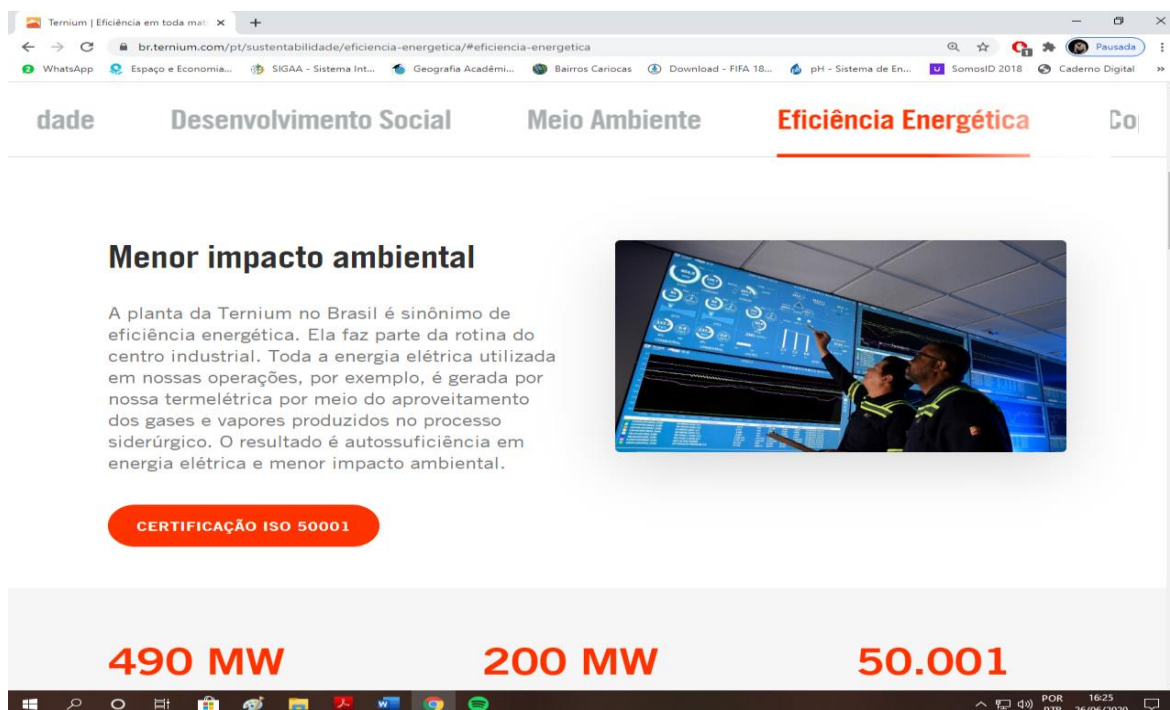 Ternium | Eficiência em toda mat
br.ternium.com/pt/sustentabilidade/eficiencia-energetica/#eficiencia-energetica
Pausada
WhatsApp Espaço e Economia... SIGAA - Sistema Int... Geografia Acadêmi... Bairros Cariocas Download - FIFA 18... pH - Sistema de En... SomosID 2018 Caderno Digital »
dade Desenvolvimento Social Meio Ambiente Eficiência Energética Co
Menor impacto ambiental
A planta da Ternium no Brasil é sinônimo de
eficiência energética. Ela faz parte da rotina do
centro industrial. Toda a energia elétrica utilizada
em nossas operações, por exemplo, é gerada por
nossa termelétrica por meio do aproveitamento
dos gases e vapores produzidos no processo
siderúrgico. O resultado é autossuficiência em
energia elétrica e menor impacto ambiental.
CERTIFICAÇÃO ISO 50001
490 MW 200 MW 50.001
POR 16:25
PTB 26/06/2020